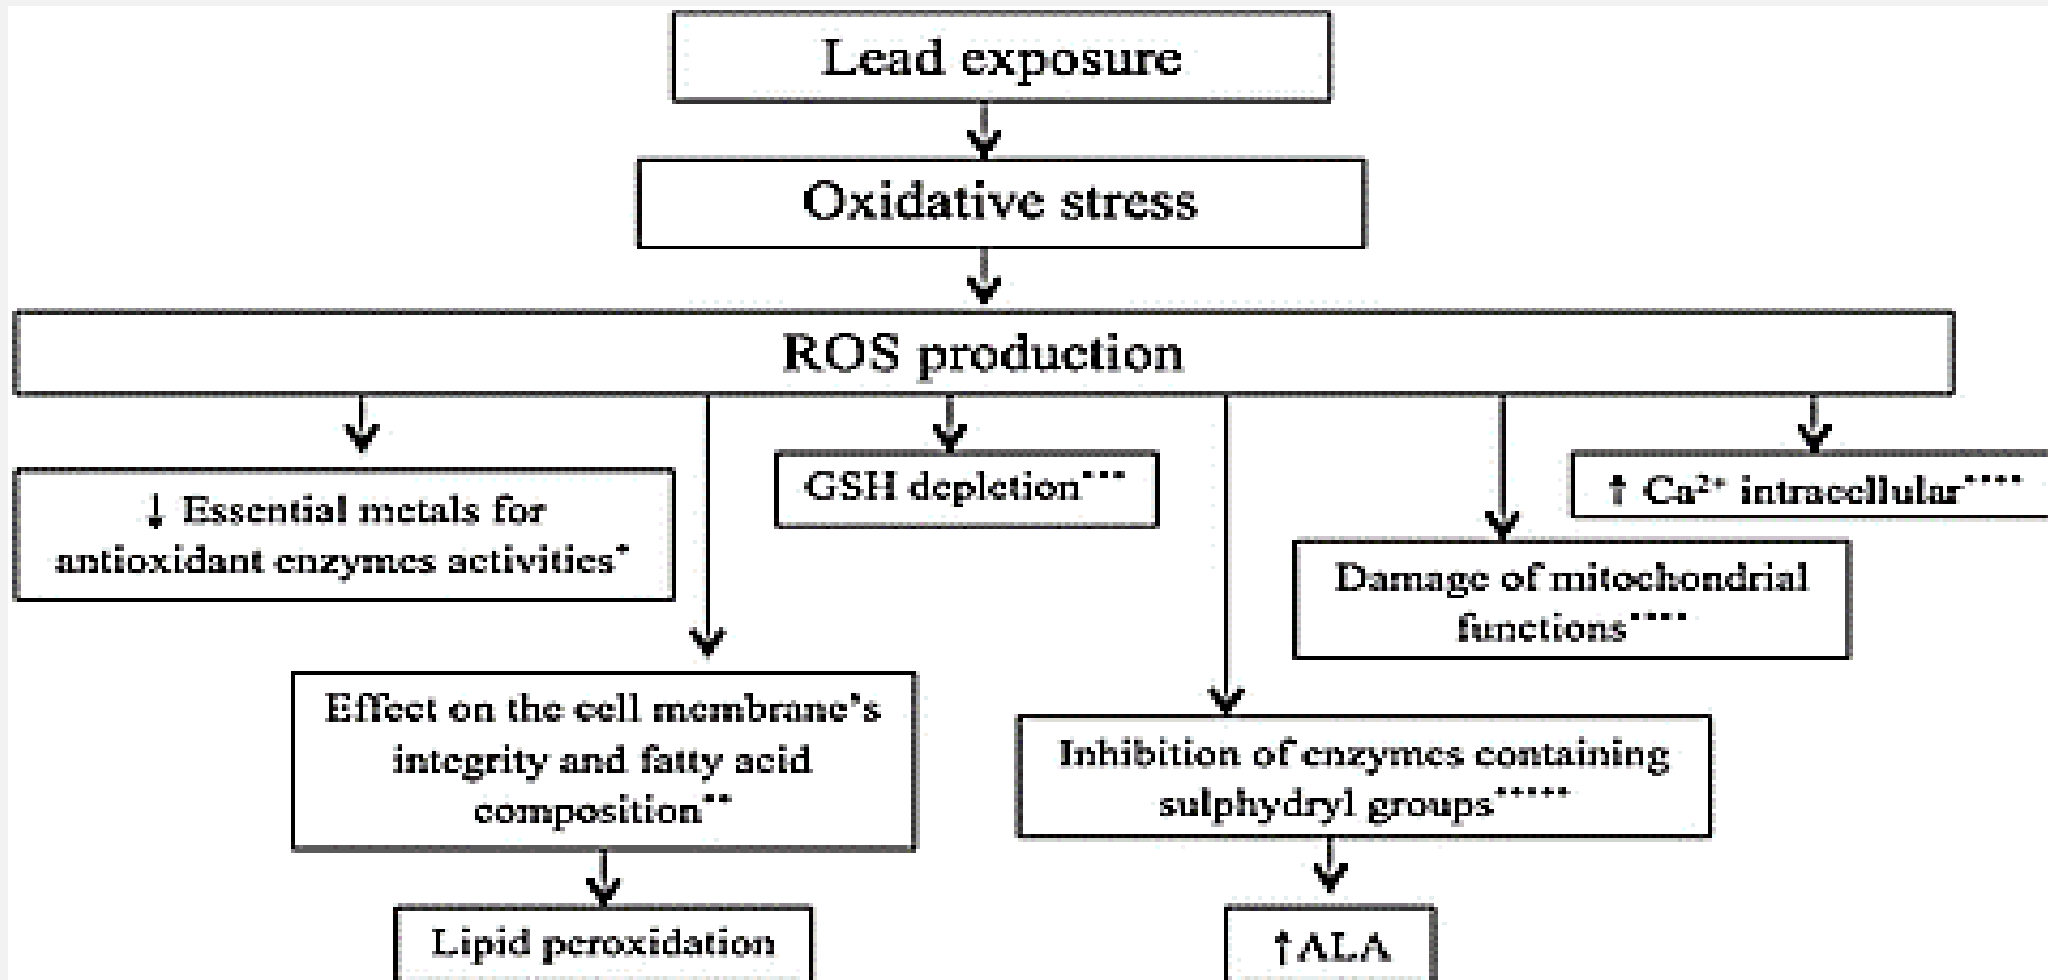 Lead exposure
Oxidative stress
ROS production
↓ Essential metals for
antioxidant enzymes activities*
GSH depletion***
↑ Ca²⁺ intracellular****
Damage of mitochondrial
functions****
Effect on the cell membrane's
integrity and fatty acid
composition**
Inhibition of enzymes containing
sulphydryl groups*****
Lipid peroxidation
↑ALA